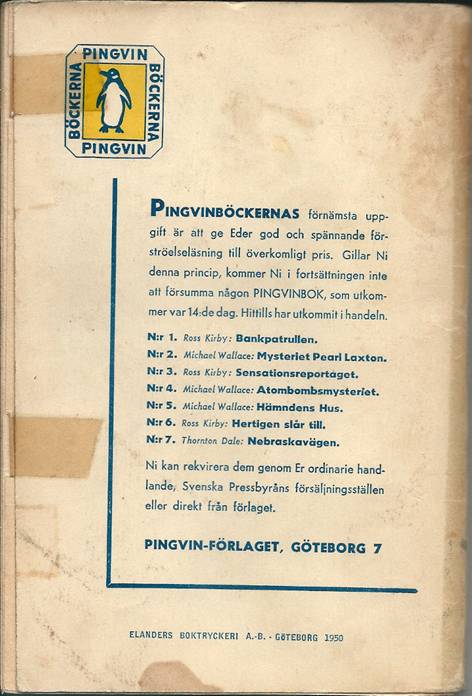 PINGVIN
BÖCKERNA
BÖCKERNA
PINGVIN
PINGVINBÖCKERNAS förnämsta upp-
gift är att ge Eder god och spännande för-
ströelseläsning till överkomligt pris. Gillar Ni
denna princip, kommer Ni i fortsättningen inte
att försumma någon PINGVINBOK, som utkom-
mer var 14:de dag. Hittills har utkommit i handeln.
N:r 1. Ross Kirby: Bankpatrullen.
N:r 2. Michael Wallace: Mysteriet Pearl Laxton.
N:r 3. Ross Kirby: Sensationsreportaget.
N:r 4. Michael Wallace: Atombombsmysteriet.
N:r 5. Michael Wallace: Hämndens Hus.
N:r 6. Ross Kirby: Hertigen slår till.
N:r 7. Thornton Dale: Nebraskavägen.
Ni kan rekvirera dem genom Er ordinarie hand-
lande, Svenska Pressbyråns försäljningsställen
eller direkt från förlaget.
PINGVIN-FÖRLAGET, GÖTEBORG 7
ELANDERS BOKTRYCKERI A.-B. - GÖTEBORG 1950